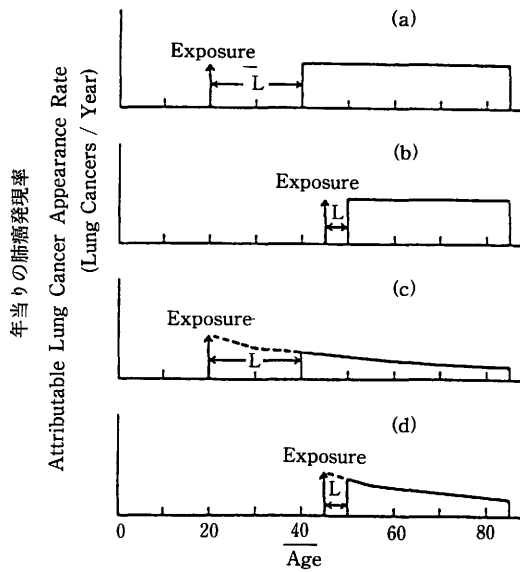 (a)
Exposure
L
(b)
Exposure
L
(c)
Exposure
L
(d)
Exposure
L
0 20 40 60 80
Age
年当りの肺癌発現率
Attributable Lung Cancer Appearance Rate
(Lung Cancers / Year)